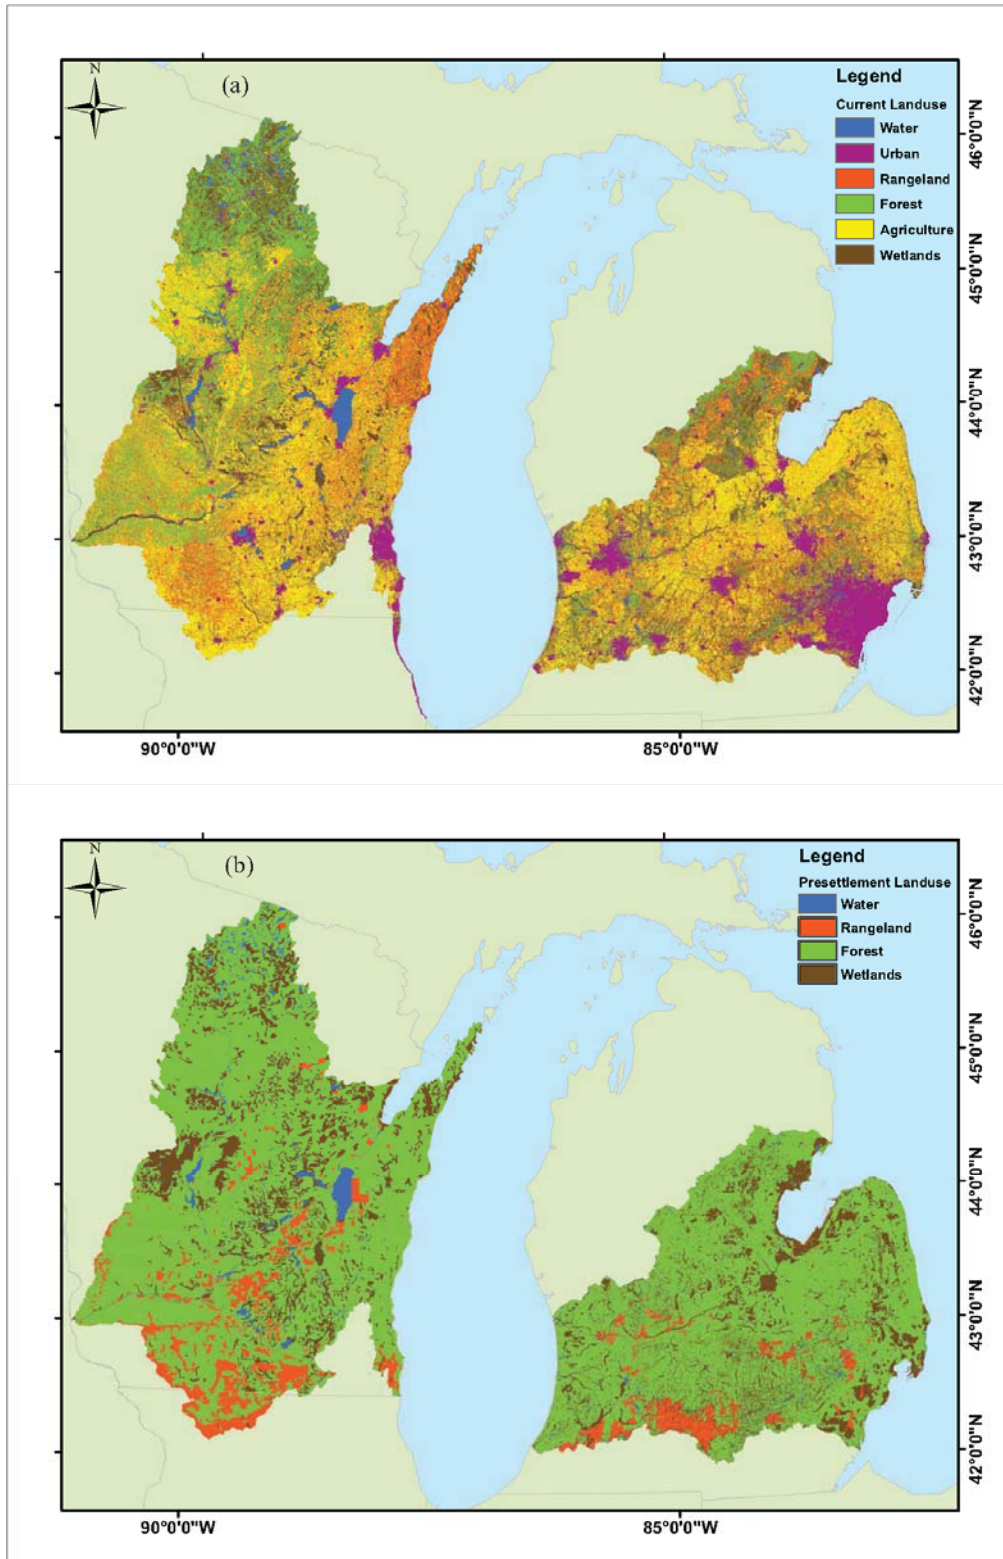 N
(a)
Legend
Current Landuse
Water
Urban
Rangeland
Forest
Agriculture
Wetlands
46°0'0"N
45°0'0"N
44°0'0"N
43°0'0"N
42°0'0"N
90°0'0"W
85°0'0"W
N
(b)
Legend
Presettlement Landuse
Water
Rangeland
Forest
Wetlands
46°0'0"N
45°0'0"N
44°0'0"N
43°0'0"N
42°0'0"N
90°0'0"W
85°0'0"W